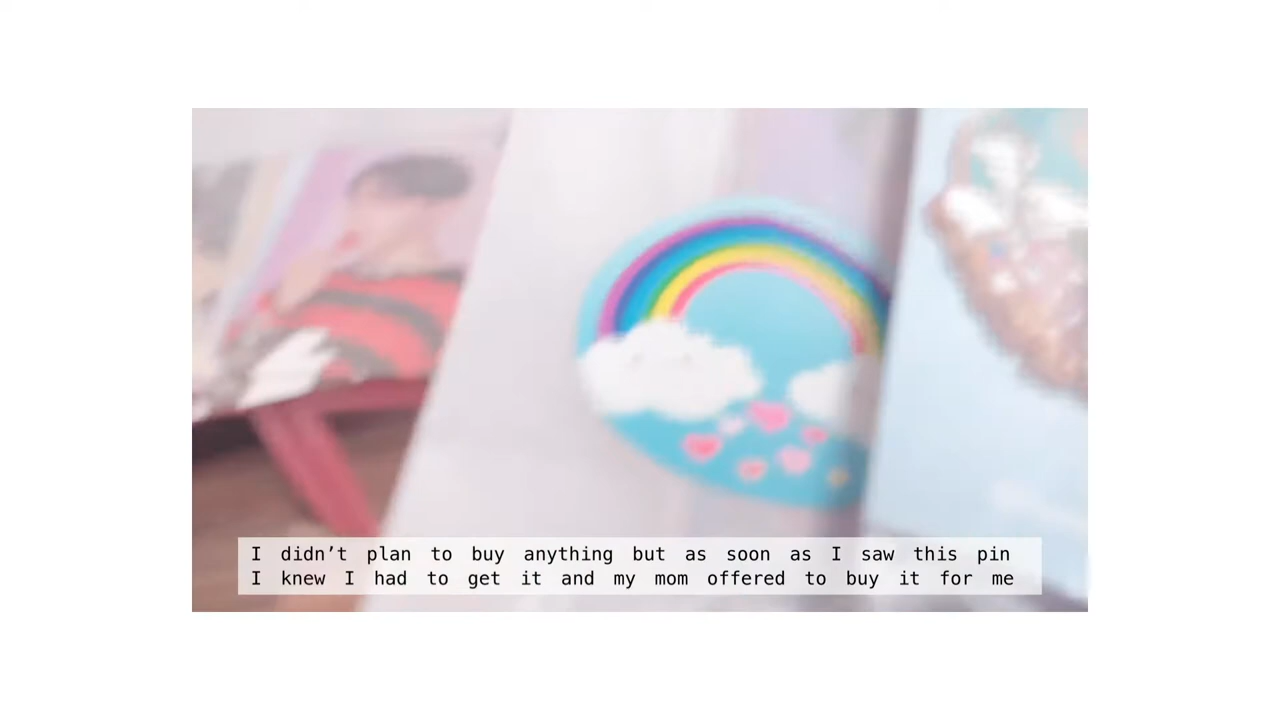 I didn’t plan to buy anything but as soon as I saw this pin
I knew I had to get it and my mom offered to buy it for me